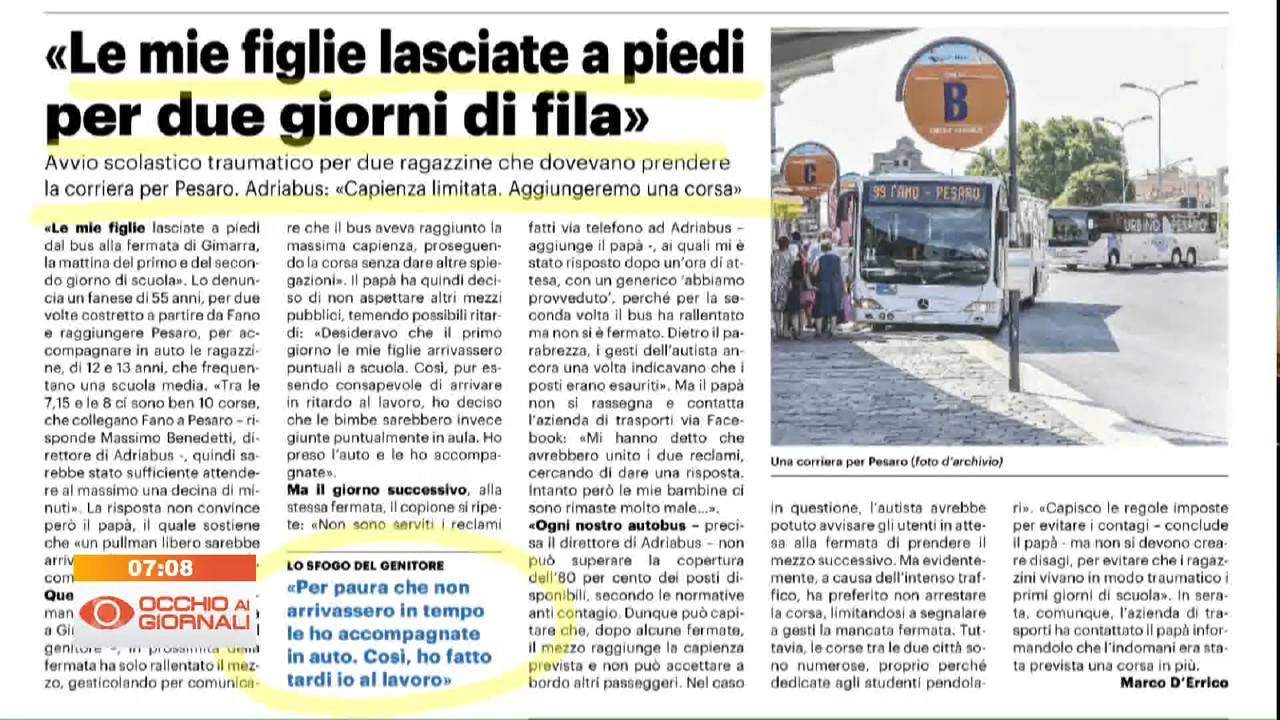 «Le mie figlie lasciate a piedi
per due giorni di fila»
Avvio scolastico traumatico per due ragazzine che dovevano prendere
la corriera per Pesaro. Adriabus: «Capienza limitata. Aggiungeremo una corsa»
«Le mie figlie lasciate a piedi
dal bus alla fermata di Gimarra,
la mattina del primo e del secon-
do giorno di scuola». Lo denun-
cia un fanese di 55 anni, per due
volte costretto a partire da Fano
e raggiungere Pesaro, per ac-
compagnare in auto le ragazzi-
ne, di 12 e 13 anni, che frequen-
tano una scuola media. «Tra le
7,15 e le 8 ci sono ben 10 corse,
che collegano Fano a Pesaro – ri-
sponde Massimo Benedetti, di-
rettore di Adriabus -, quindi sa-
rebbe stato sufficiente attende-
re al massimo una decina di mi-
nuti». La risposta non convince
però il papà, il quale sostiene
che «un pullman libero sarebbe
arriv
com
Que
man
a Gi
genitore -, in prossimità della
fermata ha solo rallentato il mez-
zo, gesticolando per comunica-
07:08
OCCHIO AI
GIORNALI
re che il bus aveva raggiunto la
massima capienza, proseguen-
do la corsa senza dare altre spie-
gazioni». Il papà ha quindi deci-
so di non aspettare altri mezzi
pubblici, temendo possibili ritar-
di: «Desideravo che il primo
giorno le mie figlie arrivassero
puntuali a scuola. Così, pur es-
sendo consapevole di arrivare
in ritardo al lavoro, ho deciso
che le bimbe sarebbero invece
giunte puntualmente in aula. Ho
preso l'auto e le ho accompa-
gnate».
Ma il giorno successivo, alla
stessa fermata, il copione si ripe-
te: «Non sono serviti i reclami
LO SFOGO DEL GENITORE
«Per paura che non
arrivassero in tempo
le ho accompagnate
in auto. Così, ho fatto
tardi io al lavoro»
fatti via telefono ad Adriabus –
aggiunge il papà -, ai quali mi è
stato risposto dopo un'ora di at-
tesa, con un generico 'abbiamo
provveduto', perché per la se-
conda volta il bus ha rallentato
ma non si è fermato. Dietro il pa-
rabrezza, i gesti dell'autista an-
cora una volta indicavano che i
posti erano esauriti». Ma il papà
non si rassegna e contatta
l'azienda di trasporti via Face-
book: «Mi hanno detto che
avrebbero unito i due reclami,
cercando di dare una risposta.
Intanto però le mie bambine ci
sono rimaste molto male...».
«Ogni nostro autobus – preci-
sa il direttore di Adriabus – non
può superare la copertura
dell'80 per cento dei posti di-
sponibili, secondo le normative
anti contagio. Dunque può capi-
tare che, dopo alcune fermate,
il mezzo raggiunge la capienza
prevista e non può accettare a
bordo altri passeggeri. Nel caso
B
C
99 FANO - PESARO
URBINO PESARO
Una corriera per Pesaro (foto d'archivio)
in questione, l'autista avrebbe
potuto avvisare gli utenti in atte-
sa alla fermata di prendere il
mezzo successivo. Ma evidente-
mente, a causa dell'intenso traf-
fico, ha preferito non arrestare
la corsa, limitandosi a segnalare
a gesti la mancata fermata. Tut-
tavia, le corse tra le due città so-
no numerose, proprio perché
dedicate agli studenti pendola-
ri». «Capisco le regole imposte
per evitare i contagi – conclude
il papà - ma non si devono crea-
re disagi, per evitare che i ragaz-
zini vivano in modo traumatico i
primi giorni di scuola». In sera-
ta, comunque, l'azienda di tra-
sporti ha contattato il papà infor-
mandolo che l'indomani era sta-
ta prevista una corsa in più.
Marco D'Errico